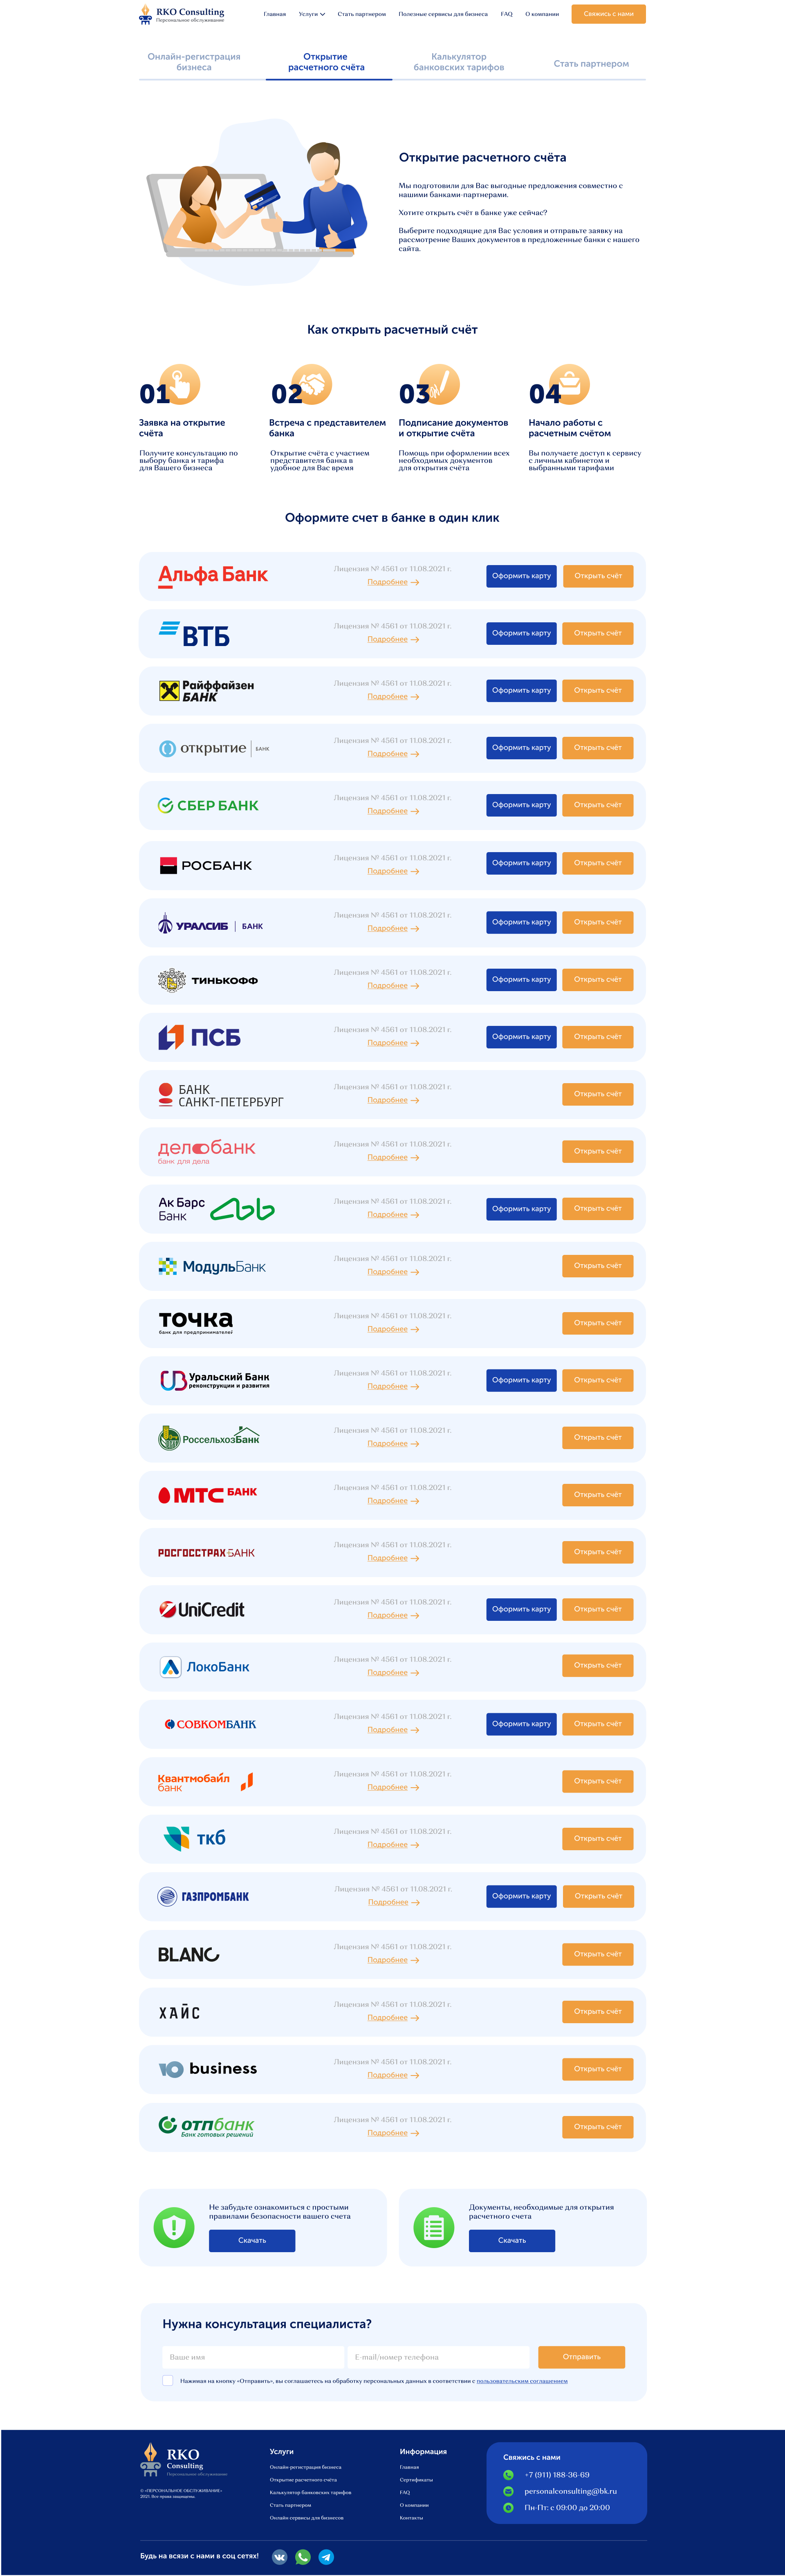 RKO Consulting
Персональное обслуживание
Главная
Услуги
Стать партнером
Полезные сервисы для бизнеса
FAQ
О компании
Свяжись с нами
Онлайн-регистрация
бизнеса
Открытие
расчетного счёта
Калькулятор
банковских тарифов
Стать партнером
Открытие расчетного счёта
Мы подготовили для Вас выгодные предложения совместно с
нашими банками-партнерами.
Хотите открыть счёт в банке уже сейчас?
Выберите подходящие для Вас условия и отправьте заявку на
рассмотрение Ваших документов в предложенные банки с нашего
сайта.
Как открыть расчетный счёт
01
Заявка на открытие
счёта
Получите консультацию по
выбору банка и тарифа
для Вашего бизнеса
02
Встреча с представителем
банка
Открытие счёта с участием
представителя банка в
удобное для Вас время
03
Подписание документов
и открытие счёта
Помощь при оформлении всех
необходимых документов
для открытия счёта
04
Начало работы с
расчетным счётом
Вы получаете доступ к сервису
с личным кабинетом и
выбранными тарифами
Оформите счет в банке в один клик
Альфа Банк
Лицензия № 4561 от 11.08.2021 г.
Подробнее
Оформить карту
Открыть счёт
ВТБ
Лицензия № 4561 от 11.08.2021 г.
Подробнее
Оформить карту
Открыть счёт
Райффайзен
БАНК
Лицензия № 4561 от 11.08.2021 г.
Подробнее
Оформить карту
Открыть счёт
открытие банк
Лицензия № 4561 от 11.08.2021 г.
Подробнее
Оформить карту
Открыть счёт
СБЕР БАНК
Лицензия № 4561 от 11.08.2021 г.
Подробнее
Оформить карту
Открыть счёт
РОСБАНК
Лицензия № 4561 от 11.08.2021 г.
Подробнее
Оформить карту
Открыть счёт
УРАЛСИБ БАНК
Лицензия № 4561 от 11.08.2021 г.
Подробнее
Оформить карту
Открыть счёт
ТИНЬКОФФ
Лицензия № 4561 от 11.08.2021 г.
Подробнее
Оформить карту
Открыть счёт
ПСБ
Лицензия № 4561 от 11.08.2021 г.
Подробнее
Оформить карту
Открыть счёт
БАНК
САНКТ-ПЕТЕРБУРГ
Лицензия № 4561 от 11.08.2021 г.
Подробнее
Открыть счёт
делобанк
банк для дела
Лицензия № 4561 от 11.08.2021 г.
Подробнее
Открыть счёт
Ак Барс
Банк
Лицензия № 4561 от 11.08.2021 г.
Подробнее
Оформить карту
Открыть счёт
МодульБанк
Лицензия № 4561 от 11.08.2021 г.
Подробнее
Открыть счёт
точка
банк для предпринимателей
Лицензия № 4561 от 11.08.2021 г.
Подробнее
Открыть счёт
Уральский Банк
реконструкции и развития
Лицензия № 4561 от 11.08.2021 г.
Подробнее
Оформить карту
Открыть счёт
РоссельхозБанк
Лицензия № 4561 от 11.08.2021 г.
Подробнее
Открыть счёт
МТС БАНК
Лицензия № 4561 от 11.08.2021 г.
Подробнее
Открыть счёт
РОСГОССТРАХ БАНК
Лицензия № 4561 от 11.08.2021 г.
Подробнее
Открыть счёт
UniCredit
Лицензия № 4561 от 11.08.2021 г.
Подробнее
Оформить карту
Открыть счёт
ЛокоБанк
Лицензия № 4561 от 11.08.2021 г.
Подробнее
Открыть счёт
СОВКОМБАНК
Лицензия № 4561 от 11.08.2021 г.
Подробнее
Оформить карту
Открыть счёт
Квантмобайл
банк
Лицензия № 4561 от 11.08.2021 г.
Подробнее
Открыть счёт
ткб
Лицензия № 4561 от 11.08.2021 г.
Подробнее
Открыть счёт
ГАЗПРОМБАНК
Лицензия № 4561 от 11.08.2021 г.
Подробнее
Оформить карту
Открыть счёт
BLANC
Лицензия № 4561 от 11.08.2021 г.
Подробнее
Открыть счёт
ХАЙС
Лицензия № 4561 от 11.08.2021 г.
Подробнее
Открыть счёт
Ю business
Лицензия № 4561 от 11.08.2021 г.
Подробнее
Открыть счёт
отпбанк
Банк готовых решений
Лицензия № 4561 от 11.08.2021 г.
Подробнее
Открыть счёт
Не забудьте ознакомиться с простыми
правилами безопасности вашего счета
Скачать
Документы, необходимые для открытия
расчетного счета
Скачать
Нужна консультация специалиста?
Ваше имя
E-mail/номер телефона
Отправить
Нажимая на кнопку «Отправить», вы соглашаетесь на обработку персональных данных в соответствии с пользовательским соглашением
RKO
Consulting
Персональное обслуживание
© «ПЕРСОНАЛЬНОЕ ОБСЛУЖИВАНИЕ»
2021. Все права защищены.
Услуги
Онлайн-регистрация бизнеса
Открытие расчетного счёта
Калькулятор банковских тарифов
Стать партнером
Онлайн-сервисы для бизнесов
Информация
Главная
Сертификаты
FAQ
О компании
Контакты
Свяжись с нами
+7 (911) 188-36-69
personalconsulting@bk.ru
Пн-Пт: с 09:00 до 20:00
Будь на всязи с нами в соц сетях!